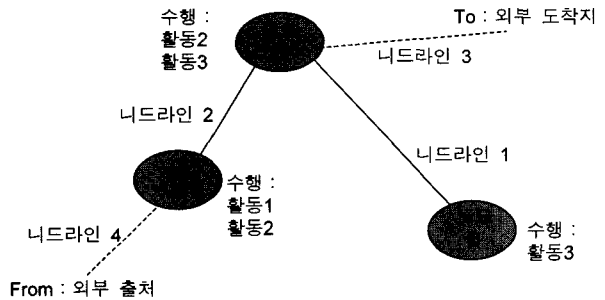 수행 :
활동2
활동3
To : 외부 도착지
니드라인 3
니드라인 2
니드라인 1
수행 :
활동1
활동2
니드라인 4
수행 :
활동3
From : 외부 출처